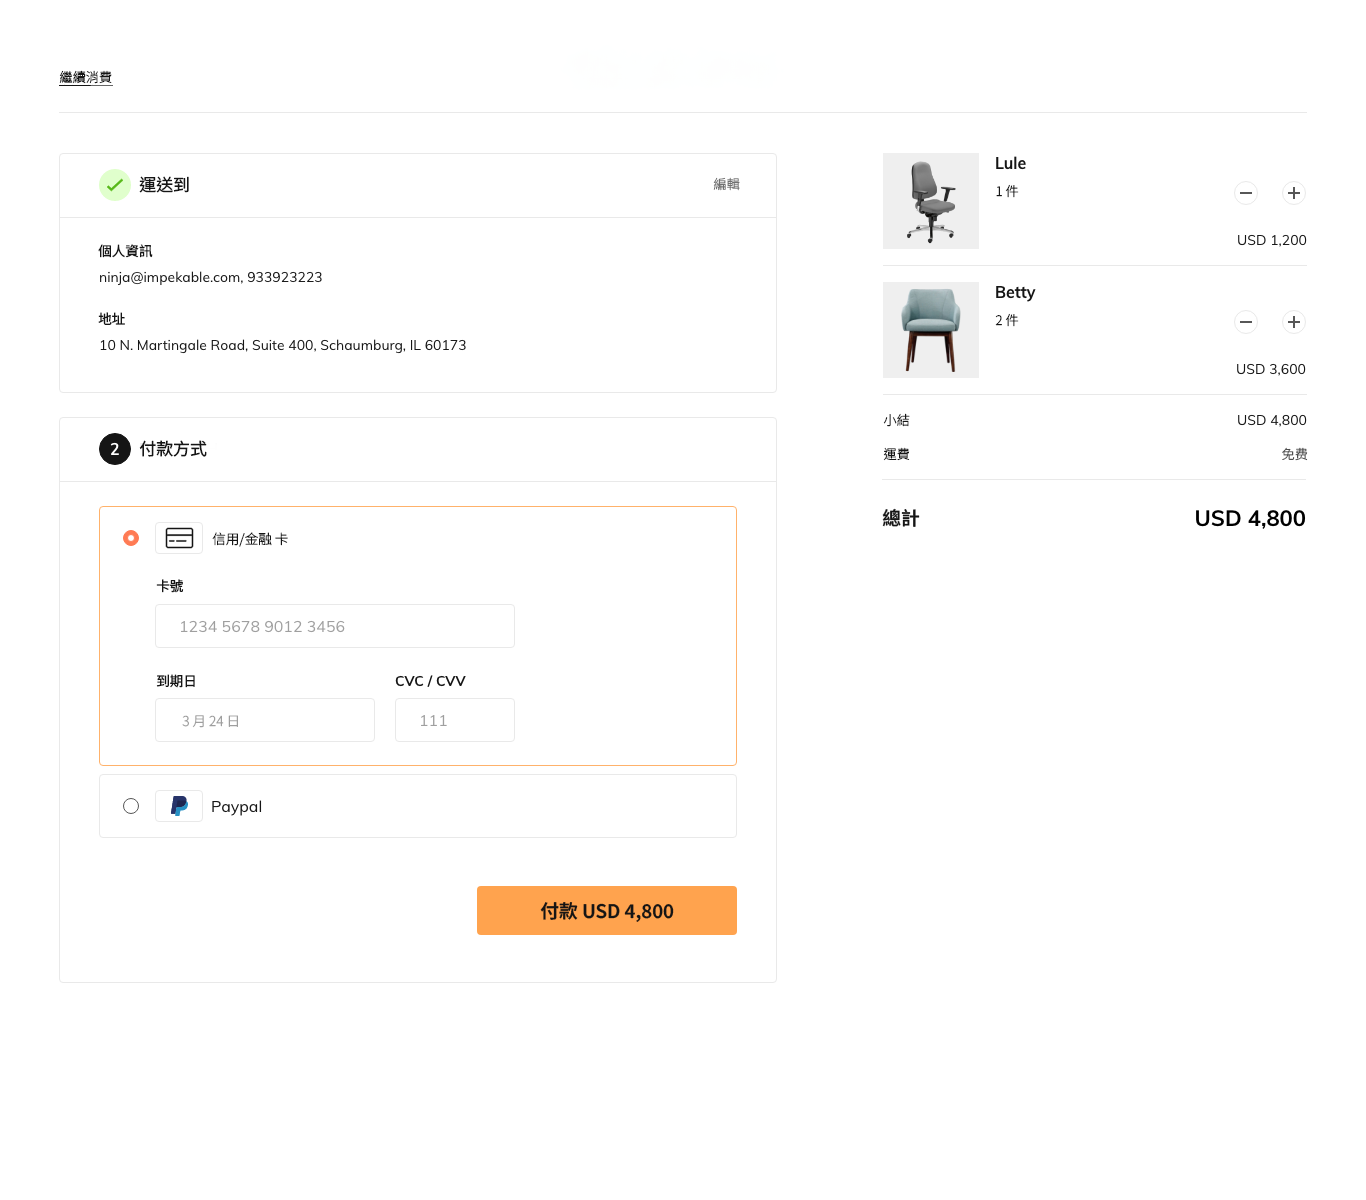 繼續消費
運送到
編輯
個人資訊
ninja@impekable.com, 933923223
地址
10 N. Martingale Road, Suite 400, Schaumburg, IL 60173
2 付款方式
信用/金融 卡
卡號
1234 5678 9012 3456
到期日
CVC / CVV
3 月 24 日
111
Paypal
付款 USD 4,800
Lule
1 件
USD 1,200
Betty
2 件
USD 3,600
小結
USD 4,800
運費
免费
總計
USD 4,800